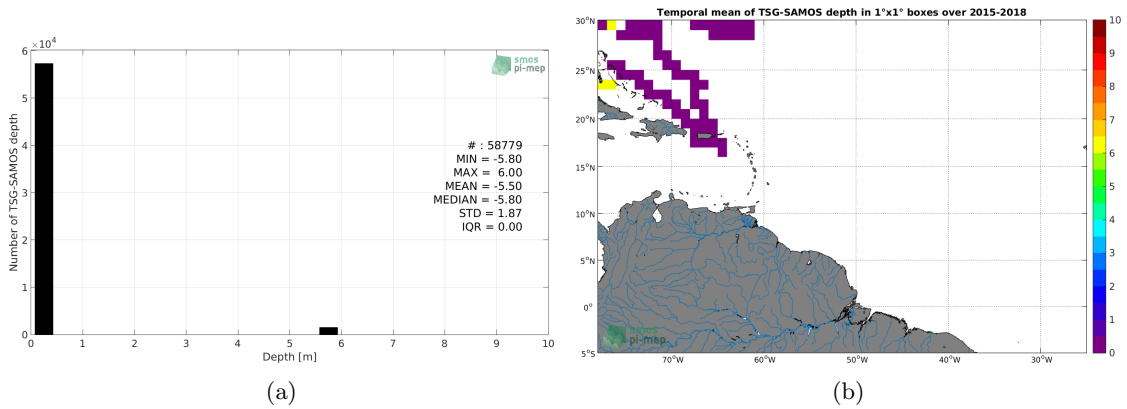 ×10⁴
6
5
4
3
2
1
0
Number of TSG-SAMOS depth
0 1 2 3 4 5 6 7 8 9 10
Depth [m]
smos
pi-mep
# : 58779
MIN = -5.80
MAX = 6.00
MEAN = -5.50
MEDIAN = -5.80
STD = 1.87
IQR = 0.00
(a)
Temporal mean of TSG-SAMOS depth in 1°x1° boxes over 2015-2018
30°N
25°N
20°N
15°N
10°N
5°N
0°
5°S
70°W 60°W 50°W 40°W 30°W
smos
pi-mep
10
9
8
7
6
5
4
3
2
1
0
(b)